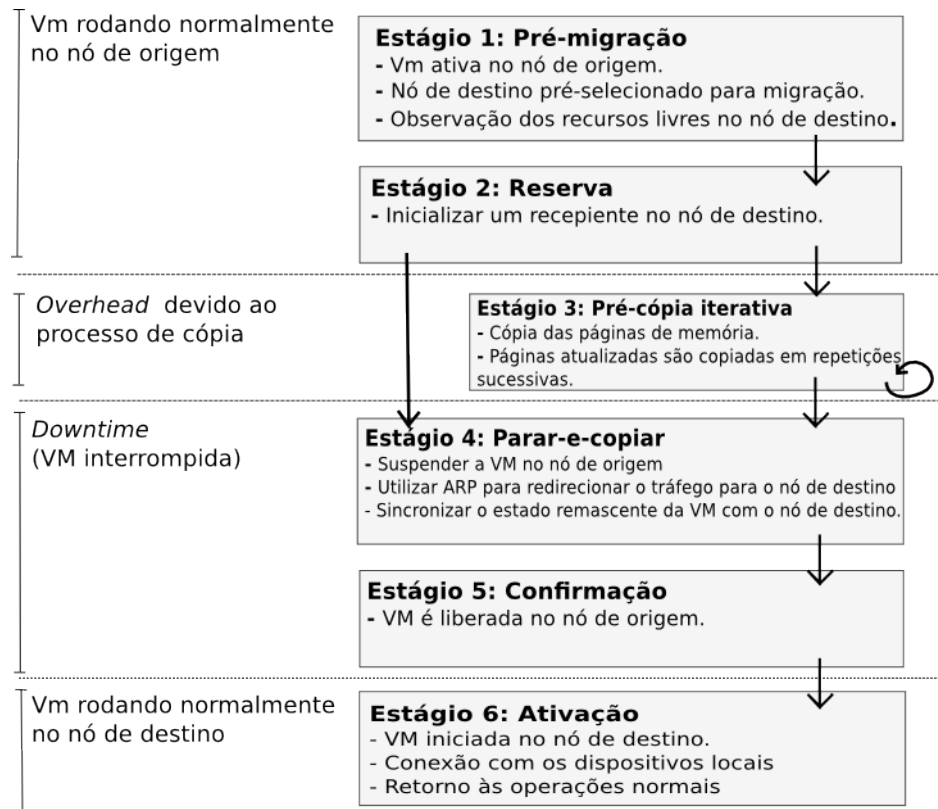 Vm rodando normalmente
no nó de origem
Estágio 1: Pré-migração
- Vm ativa no nó de origem.
- Nó de destino pré-selecionado para migração.
- Observação dos recursos livres no nó de destino.
Estágio 2: Reserva
- Inicializar um recepiente no nó de destino.
Overhead devido ao
processo de cópia
Estágio 3: Pré-cópia iterativa
- Cópia das páginas de memória.
- Páginas atualizadas são copiadas em repetições
sucessivas.
Downtime
(VM interrompida)
Estágio 4: Parar-e-copiar
- Suspender a VM no nó de origem
- Utilizar ARP para redirecionar o tráfego para o nó de destino
- Sincronizar o estado remascente da VM com o nó de destino.
Estágio 5: Confirmação
- VM é liberada no nó de origem.
Vm rodando normalmente
no nó de destino
Estágio 6: Ativação
- VM iniciada no nó de destino.
- Conexão com os dispositivos locais
- Retorno às operações normais